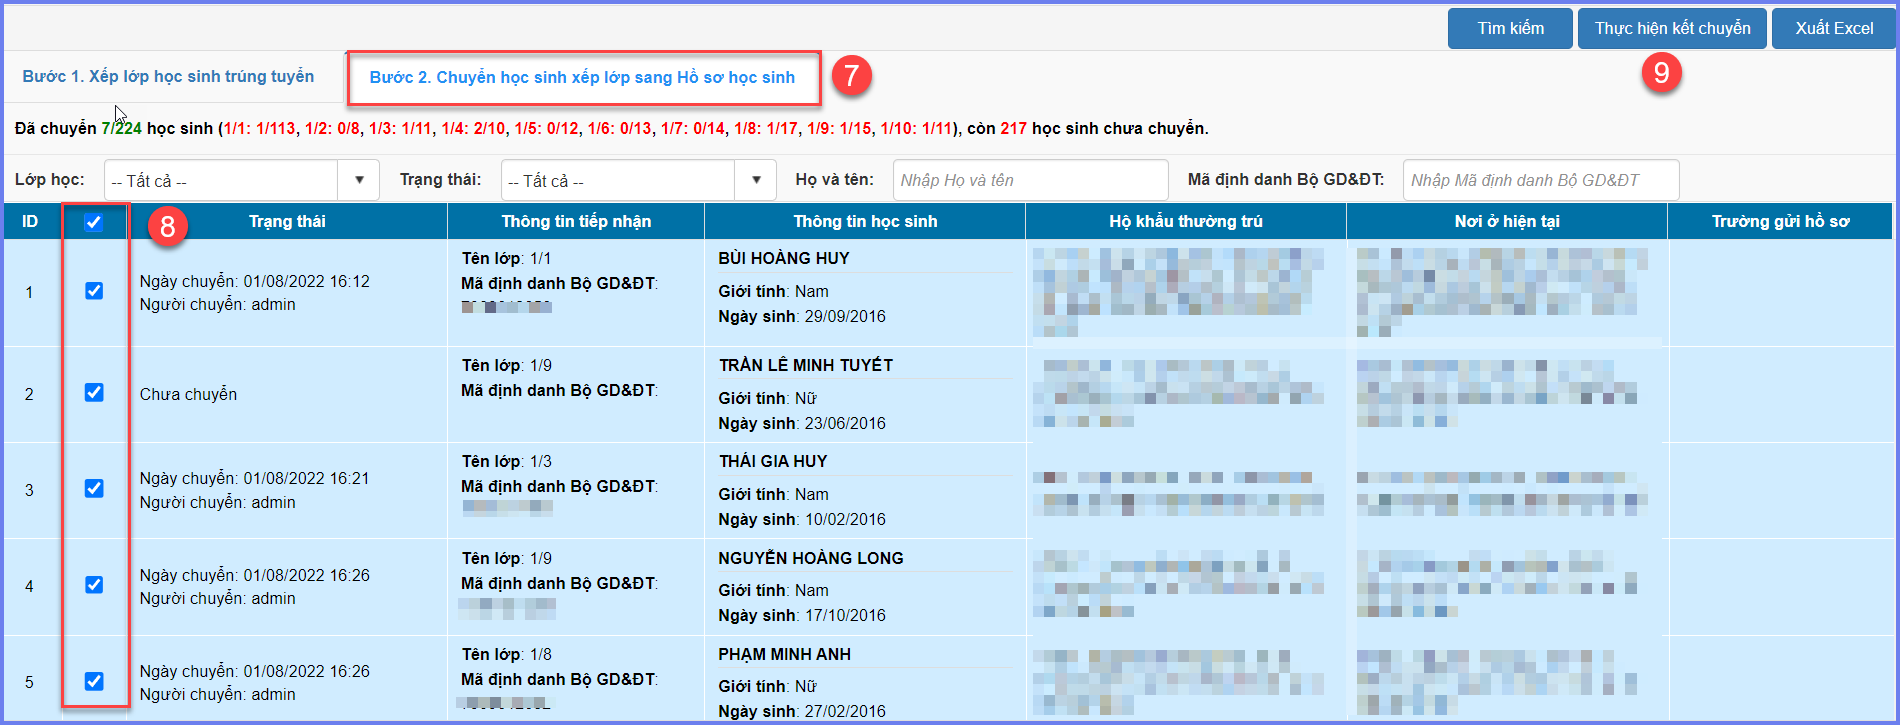 Tìm kiếm Thực hiện kết chuyển Xuất Excel
Bước 1. Xếp lớp học sinh trúng tuyển Bước 2. Chuyển học sinh xếp lớp sang Hồ sơ học sinh 7 9
Đã chuyển 7/224 học sinh (1/1: 1/113, 1/2: 0/8, 1/3: 1/11, 1/4: 2/10, 1/5: 0/12, 1/6: 0/13, 1/7: 0/14, 1/8: 1/17, 1/9: 1/15, 1/10: 1/11), còn 217 học sinh chưa chuyển.
Lớp học: -- Tất cả -- Trạng thái: -- Tất cả -- Họ và tên: Nhập Họ và tên Mã định danh Bộ GD&ĐT: Nhập Mã định danh Bộ GD&ĐT
ID 8 Trạng thái Thông tin tiếp nhận Thông tin học sinh Hộ khẩu thường trú Nơi ở hiện tại Trường gửi hồ sơ
1
Ngày chuyển: 01/08/2022 16:12
Người chuyển: admin
Tên lớp: 1/1
Mã định danh Bộ GD&ĐT:
BÙI HOÀNG HUY
Giới tính: Nam
Ngày sinh: 29/09/2016
2
Chưa chuyển
Tên lớp: 1/9
Mã định danh Bộ GD&ĐT:
TRẦN LÊ MINH TUYẾT
Giới tính: Nữ
Ngày sinh: 23/06/2016
3
Ngày chuyển: 01/08/2022 16:21
Người chuyển: admin
Tên lớp: 1/3
Mã định danh Bộ GD&ĐT:
THÁI GIA HUY
Giới tính: Nam
Ngày sinh: 10/02/2016
4
Ngày chuyển: 01/08/2022 16:26
Người chuyển: admin
Tên lớp: 1/9
Mã định danh Bộ GD&ĐT:
NGUYỄN HOÀNG LONG
Giới tính: Nam
Ngày sinh: 17/10/2016
5
Ngày chuyển: 01/08/2022 16:26
Người chuyển: admin
Tên lớp: 1/8
Mã định danh Bộ GD&ĐT:
PHẠM MINH ANH
Giới tính: Nữ
Ngày sinh: 27/02/2016